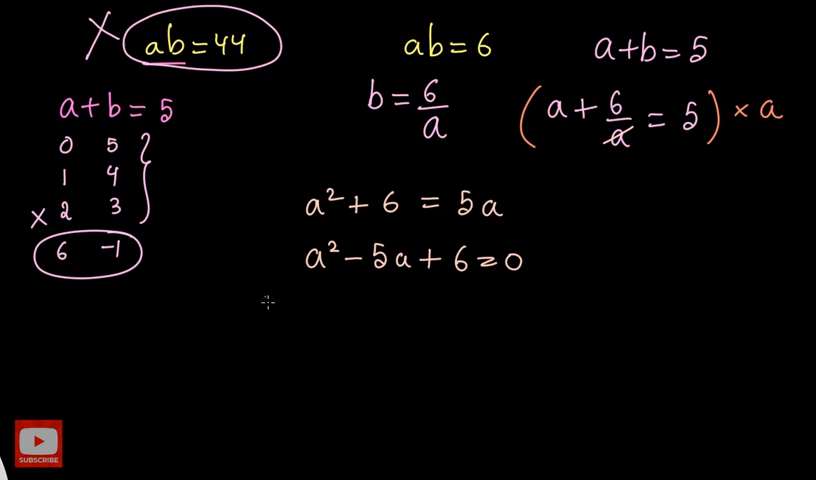 X ab = 44
a + b = 5
0 5
1 4
x 2 3
6 -1
ab = 6
a + b = 5
b = 6/a
(a + 6/a = 5) × a
a² + 6 = 5a
a² - 5a + 6 = 0
SUBSCRIBE